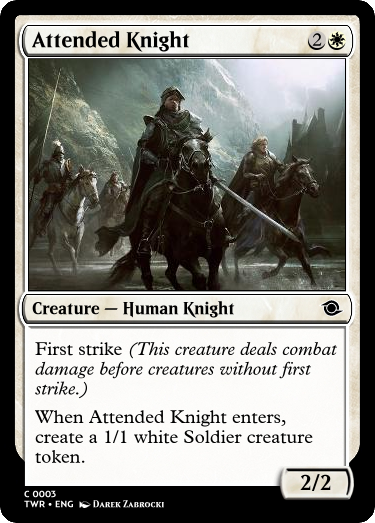 Attended Knight 2
Creature — Human Knight
First strike (This creature deals combat
damage before creatures without first
strike.)
When Attended Knight enters,
create a 1/1 white Soldier creature
token.
2/2
C 0003
TWR • ENG Darek Zabrocki